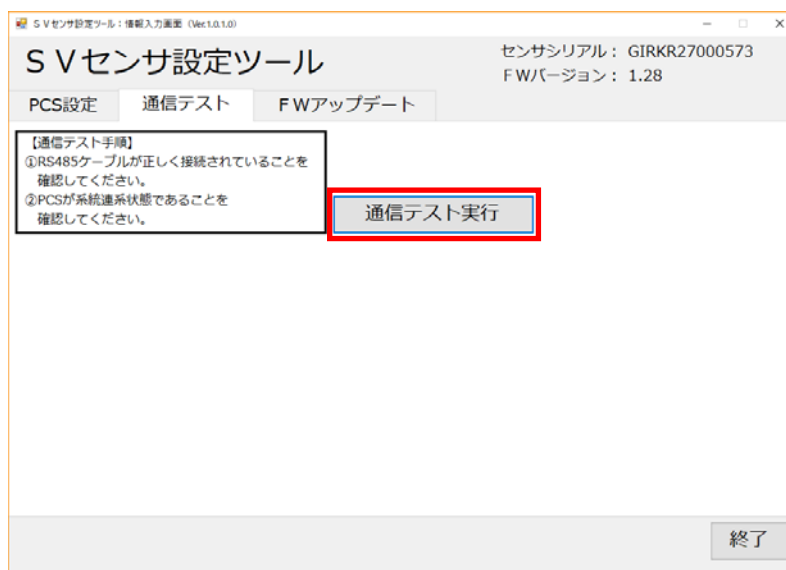 ＳＶセンサ設定ツール：情報入力画面 (Ver.1.0.1.0)
ＳＶセンサ設定ツール
センサシリアル： GIRKR27000573
ＦＷバージョン： 1.28
PCS設定 通信テスト ＦＷアップデート
【通信テスト手順】
①RS485ケーブルが正しく接続されていることを
確認してください。
②PCSが系統連系状態であることを
確認してください。
通信テスト実行
終了